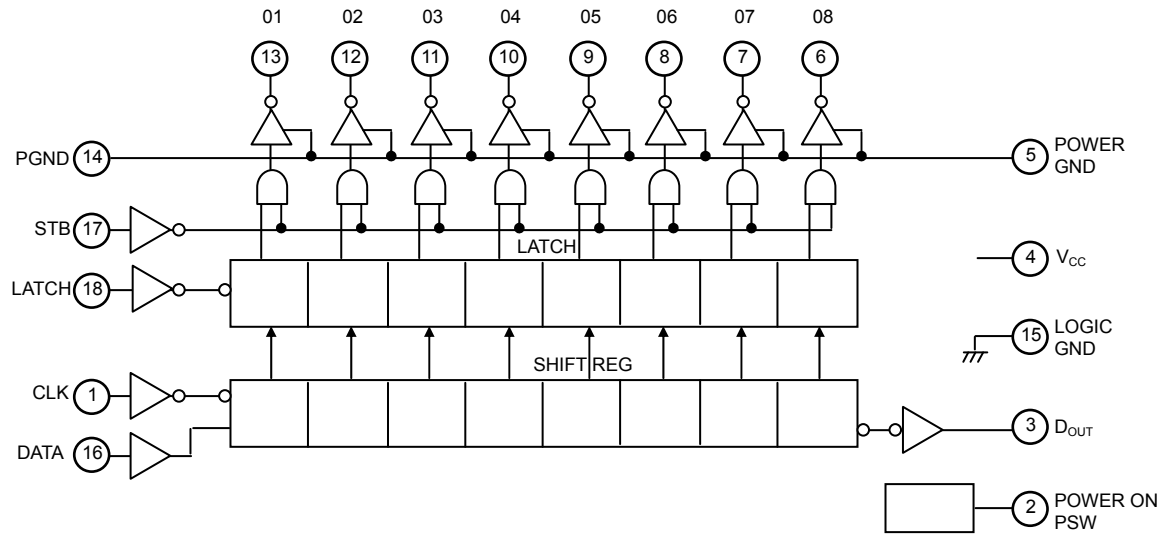 01 02 03 04 05 06 07 08
13 12 11 10 9 8 7 6
PGND 14
5 POWER
GND
STB 17
LATCH
4 VCC
LATCH 18
15 LOGIC
GND
SHIFT REG
CLK 1
3 DOUT
DATA 16
2 POWER ON
PSW